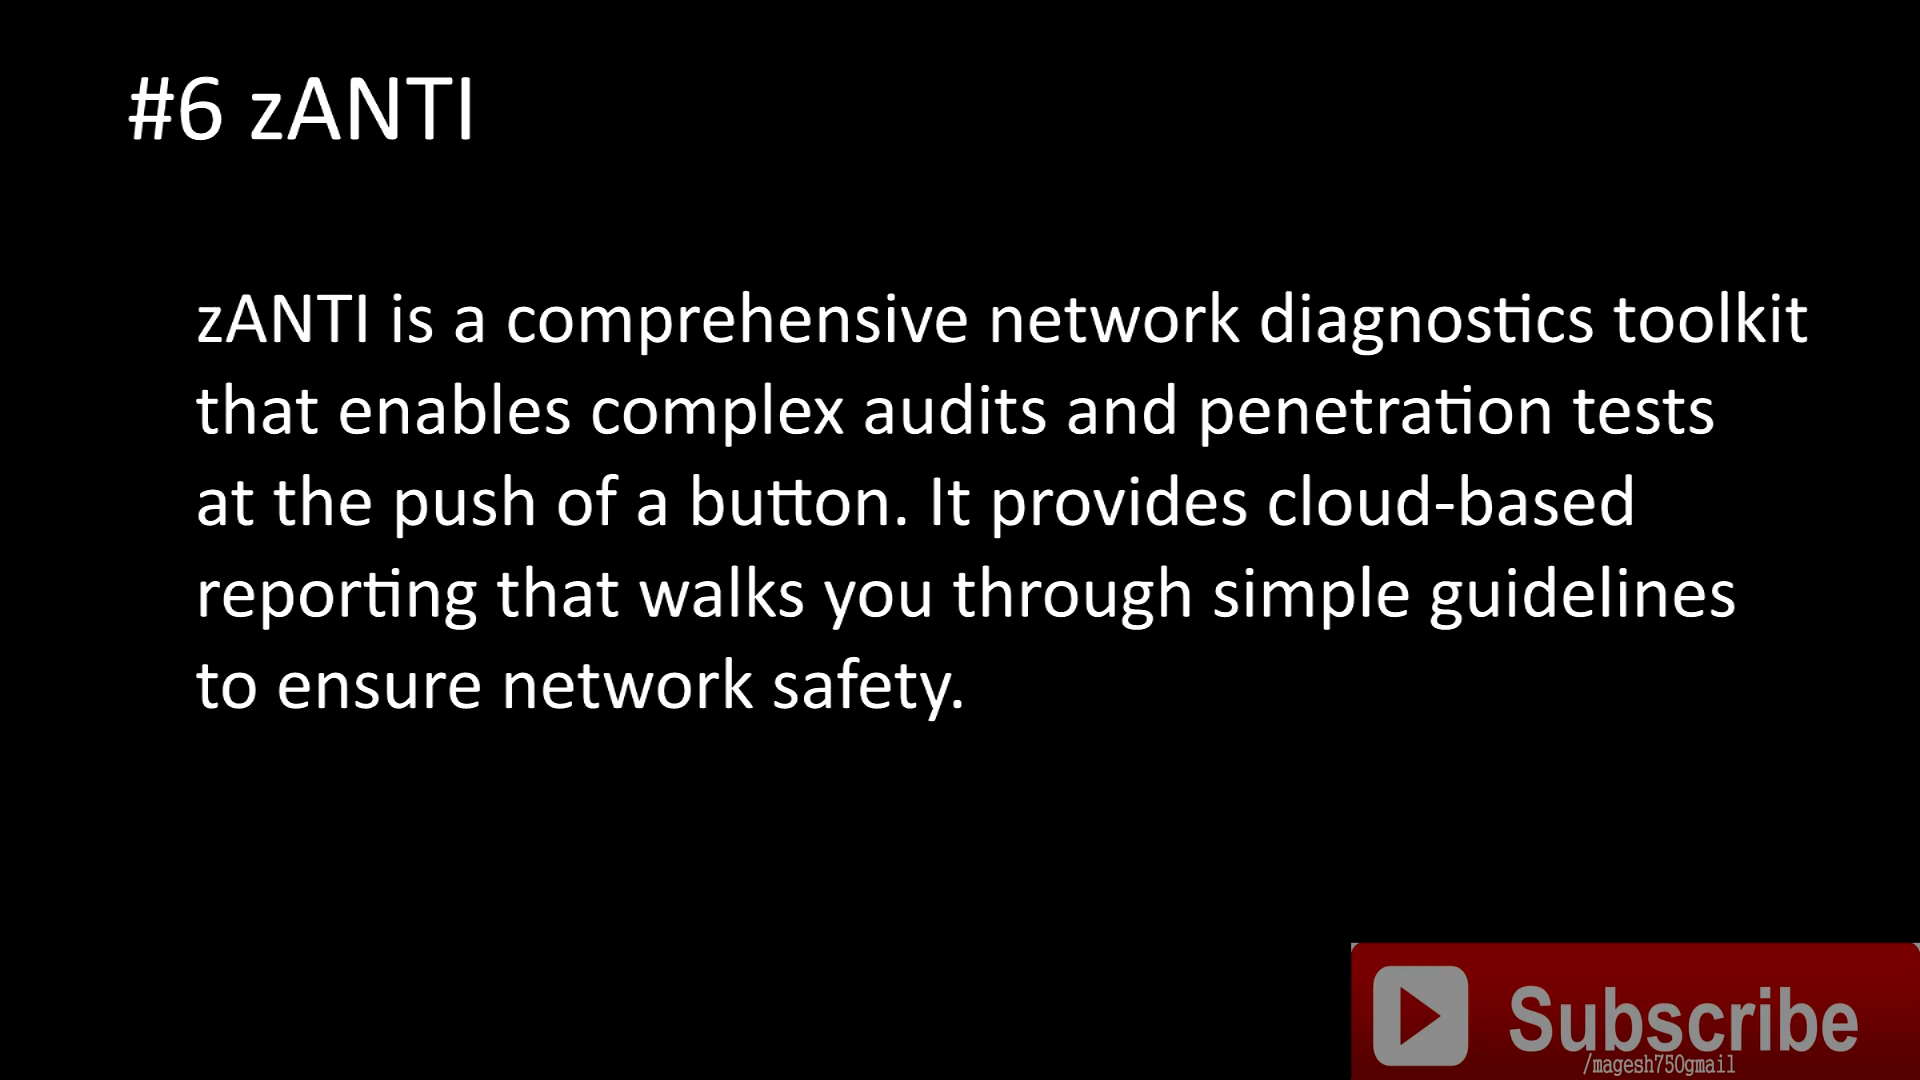 #6 zANTI
zANTI is a comprehensive network diagnostics toolkit
that enables complex audits and penetration tests
at the push of a button. It provides cloud-based
reporting that walks you through simple guidelines
to ensure network safety.
Subscribe
/magesh750gmail